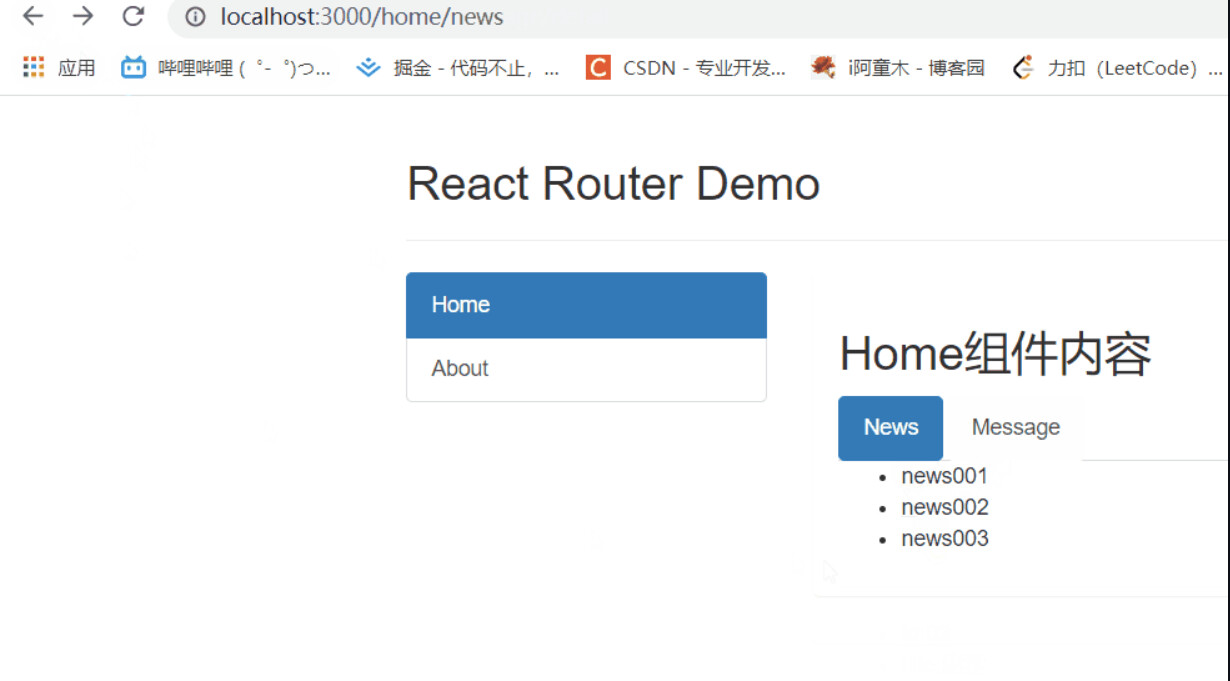 localhost:3000/home/news
应用 哔哩哔哩 ( ゜- ゜)つ... 掘金 - 代码不止，... CSDN - 专业开发... i阿童木 - 博客园 力扣（LeetCode）...
React Router Demo
Home
About
Home组件内容
News Message
news001
news002
news003